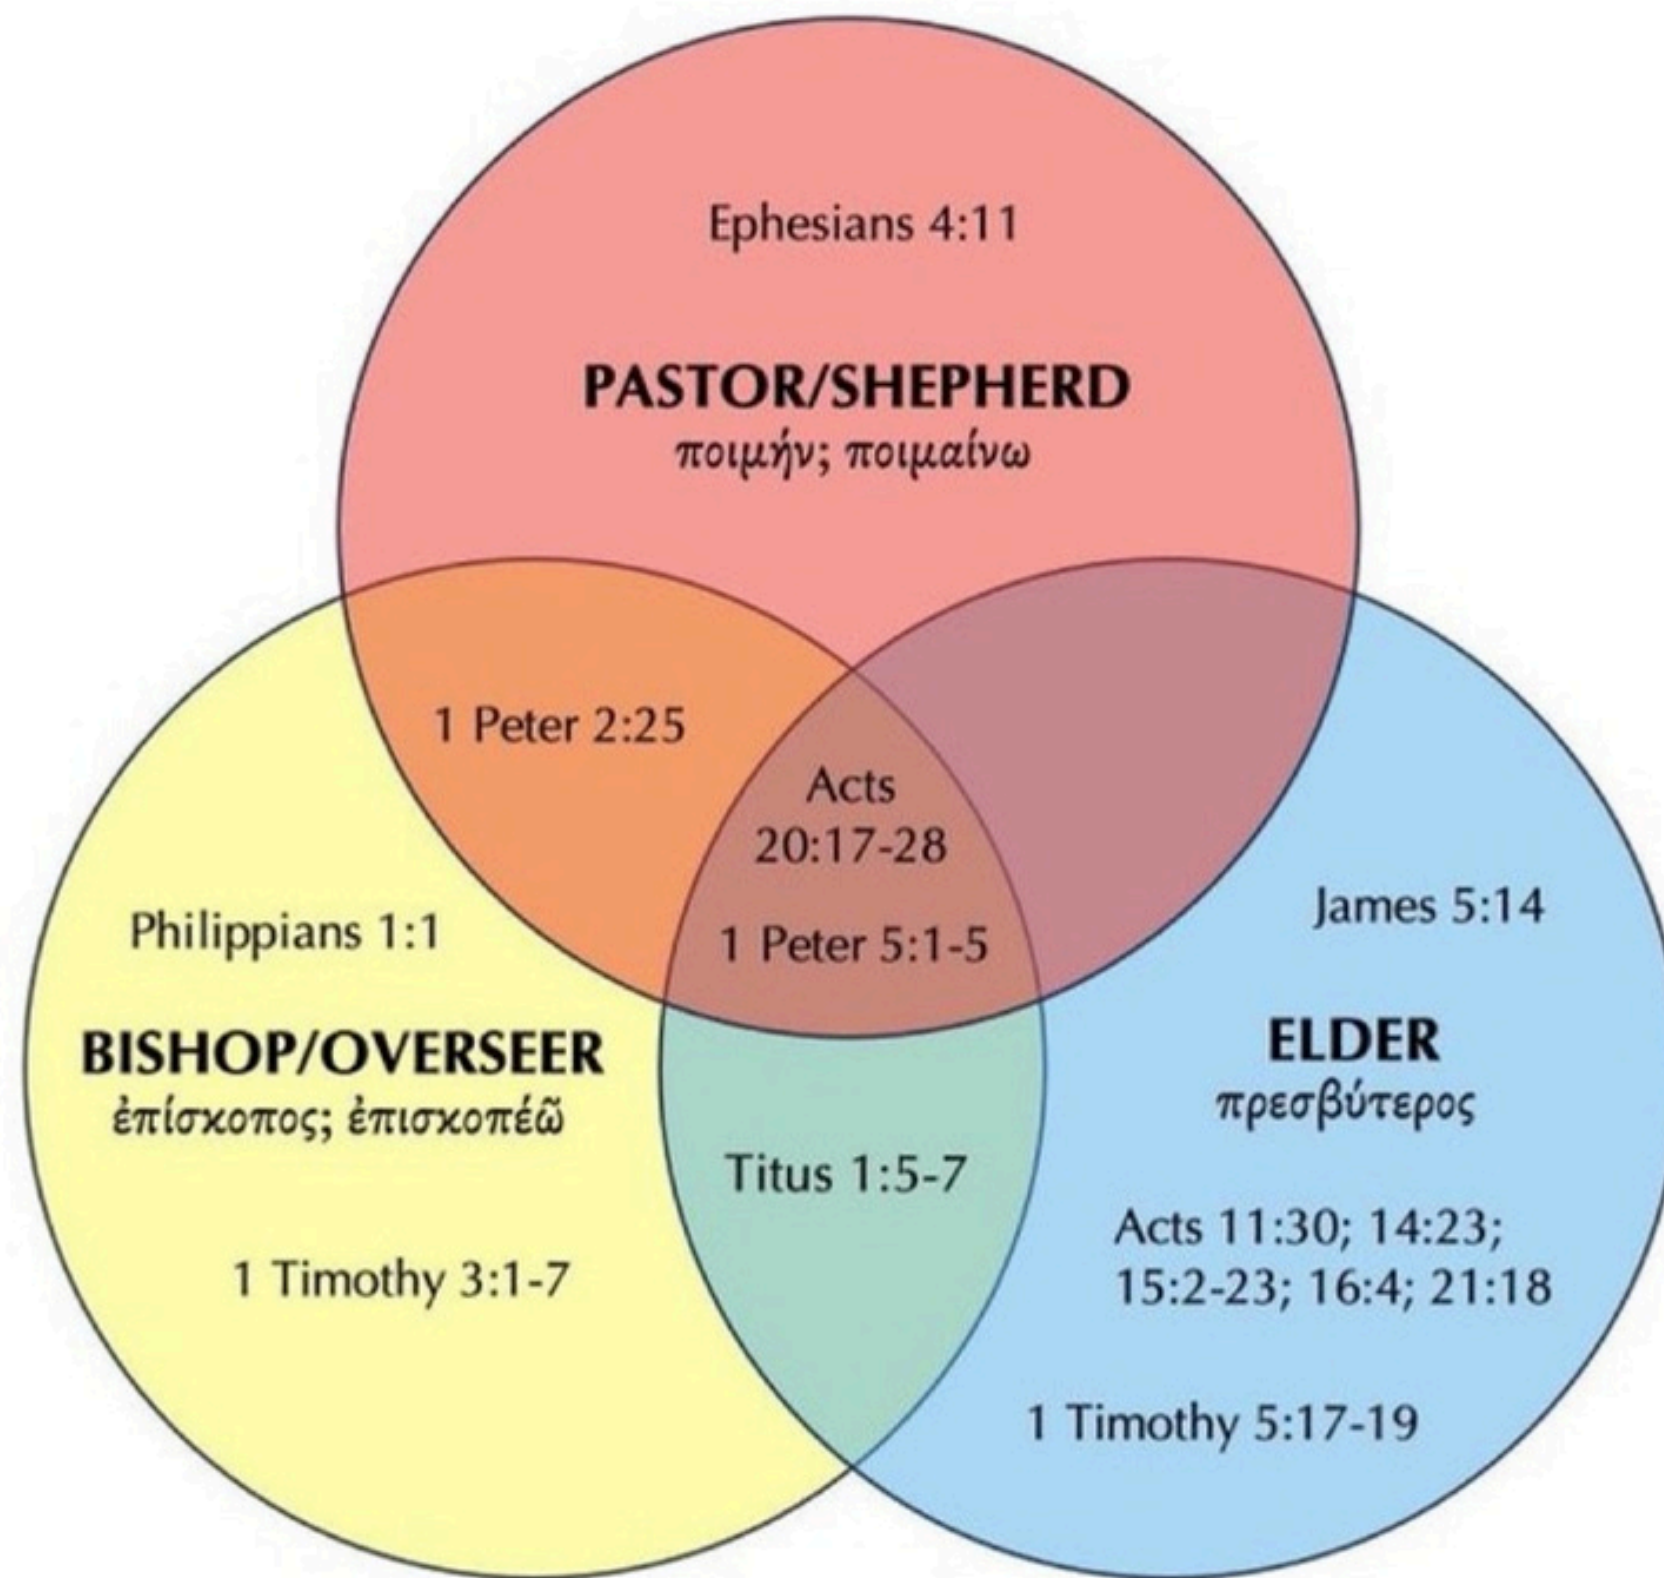 Ephesians 4:11
PASTOR/SHEPHERD
ποιμήν; ποιμαίνω
1 Peter 2:25
Acts
20:17-28
1 Peter 5:1-5
Philippians 1:1
BISHOP/OVERSEER
ἐπίσκοπος; ἐπισκοπέω̃
1 Timothy 3:1-7
Titus 1:5-7
James 5:14
ELDER
πρεσβύτερος
Acts 11:30; 14:23;
15:2-23; 16:4; 21:18
1 Timothy 5:17-19